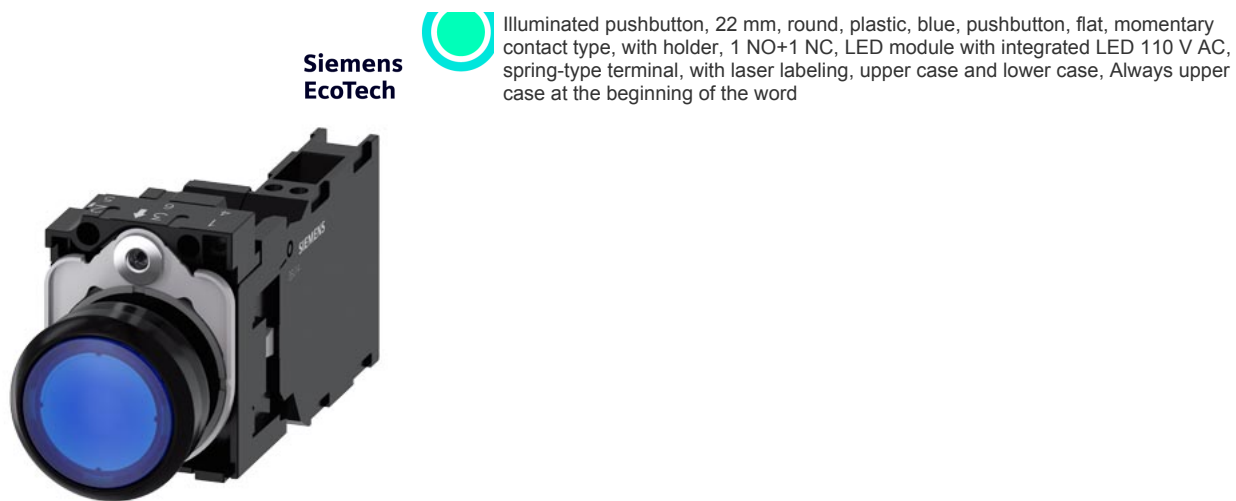 Siemens
EcoTech
Illuminated pushbutton, 22 mm, round, plastic, blue, pushbutton, flat, momentary
contact type, with holder, 1 NO+1 NC, LED module with integrated LED 110 V AC,
spring-type terminal, with laser labeling, upper case and lower case, Always upper
case at the beginning of the word
SIEMENS